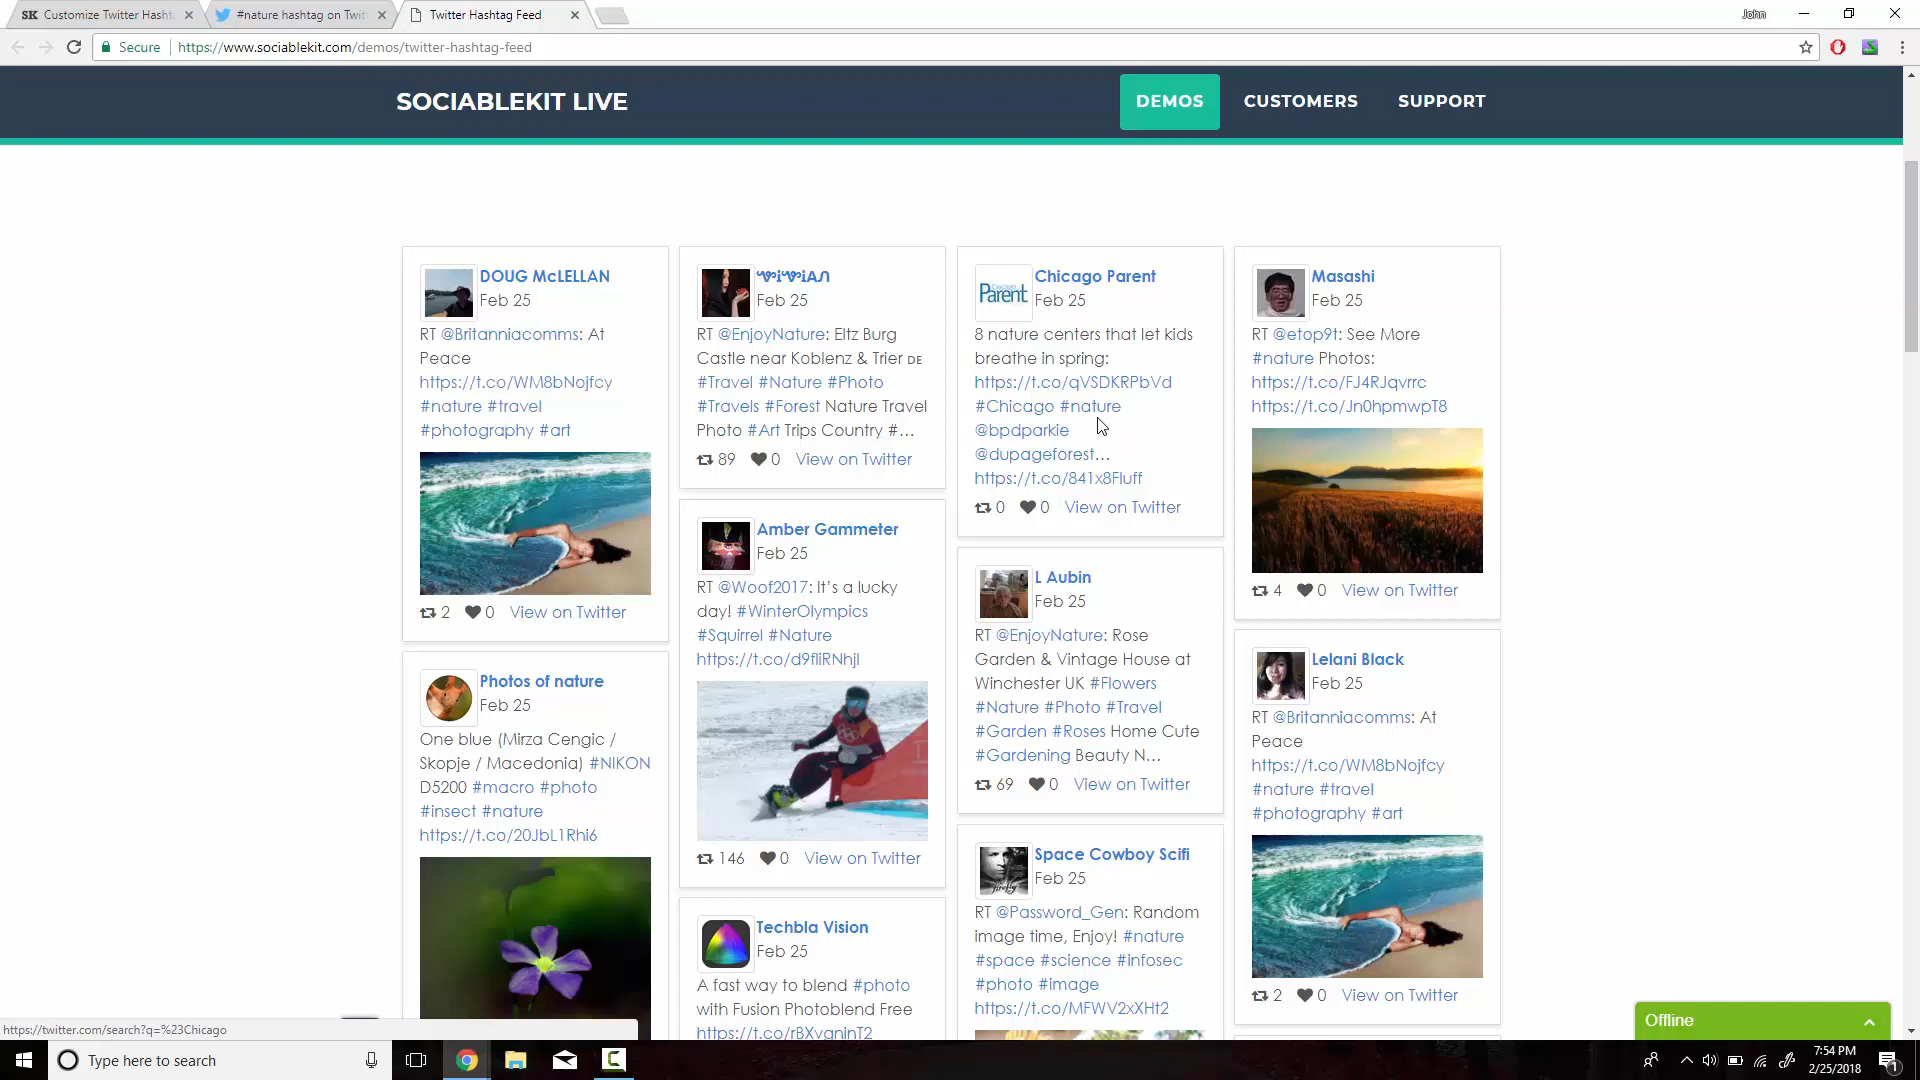 SK Customize Twitter Hasht
#nature hashtag on Twit
Twitter Hashtag Feed
John
Secure
https://www.sociablekit.com/demos/twitter-hashtag-feed
SOCIABLEKIT LIVE
DEMOS
CUSTOMERS
SUPPORT
DOUG McLELLAN
Feb 25
RT @Britanniacomms: At
Peace
https://t.co/WM8bNojfcy
#nature #travel
#photography #art
2
0
View on Twitter
Photos of nature
Feb 25
One blue (Mirza Cengic /
Skopje / Macedonia) #NIKON
D5200 #macro #photo
#insect #nature
https://t.co/20JbL1Rhi6
Feb 25
RT @EnjoyNature: Eltz Burg
Castle near Koblenz & Trier DE
#Travel #Nature #Photo
#Travels #Forest Nature Travel
Photo #Art Trips Country #...
89
0
View on Twitter
Amber Gammeter
Feb 25
RT @Woof2017: It's a lucky
day! #WinterOlympics
#Squirrel #Nature
https://t.co/d9fliRNhjl
146
0
View on Twitter
Techbla Vision
Feb 25
A fast way to blend #photo
with Fusion Photoblend Free
https://t.co/rBXvgninT2
Chicago
Parent
Chicago Parent
Feb 25
8 nature centers that let kids
breathe in spring:
https://t.co/qVSDKRPbVd
#Chicago #nature
@bpdparkie
@dupageforest...
https://t.co/841x8Fluff
0
0
View on Twitter
L Aubin
Feb 25
RT @EnjoyNature: Rose
Garden & Vintage House at
Winchester UK #Flowers
#Nature #Photo #Travel
#Garden #Roses Home Cute
#Gardening Beauty N...
69
0
View on Twitter
firefly
Space Cowboy Scifi
Feb 25
RT @Password_Gen: Random
image time, Enjoy! #nature
#space #science #infosec
#photo #image
https://t.co/MFWV2xXHt2
Masashi
Feb 25
RT @etop9t: See More
#nature Photos:
https://t.co/FJ4RJqvrrc
https://t.co/Jn0hpmwpT8
4
0
View on Twitter
Lelani Black
Feb 25
RT @Britanniacomms: At
Peace
https://t.co/WM8bNojfcy
#nature #travel
#photography #art
2
0
View on Twitter
Offline
https://twitter.com/search?q=%23Chicago
Type here to search
7:54 PM
2/25/2018
1